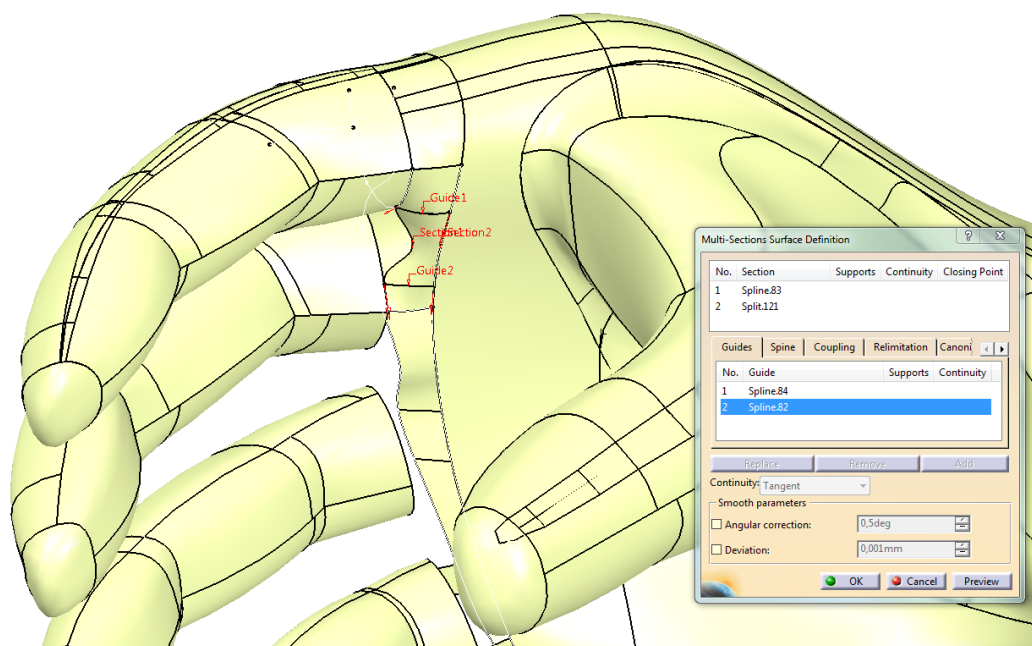 Guide1
Section1 Section2
Guide2
Multi-Sections Surface Definition
No. Section Supports Continuity Closing Point
1 Spline.83
2 Split.121
Guides Spine Coupling Relimitation Canoni
No. Guide Supports Continuity
1 Spline.84
2 Spline.82
Replace Remove Add
Continuity: Tangent
Smooth parameters
Angular correction: 0,5deg
Deviation: 0,001mm
OK Cancel Preview